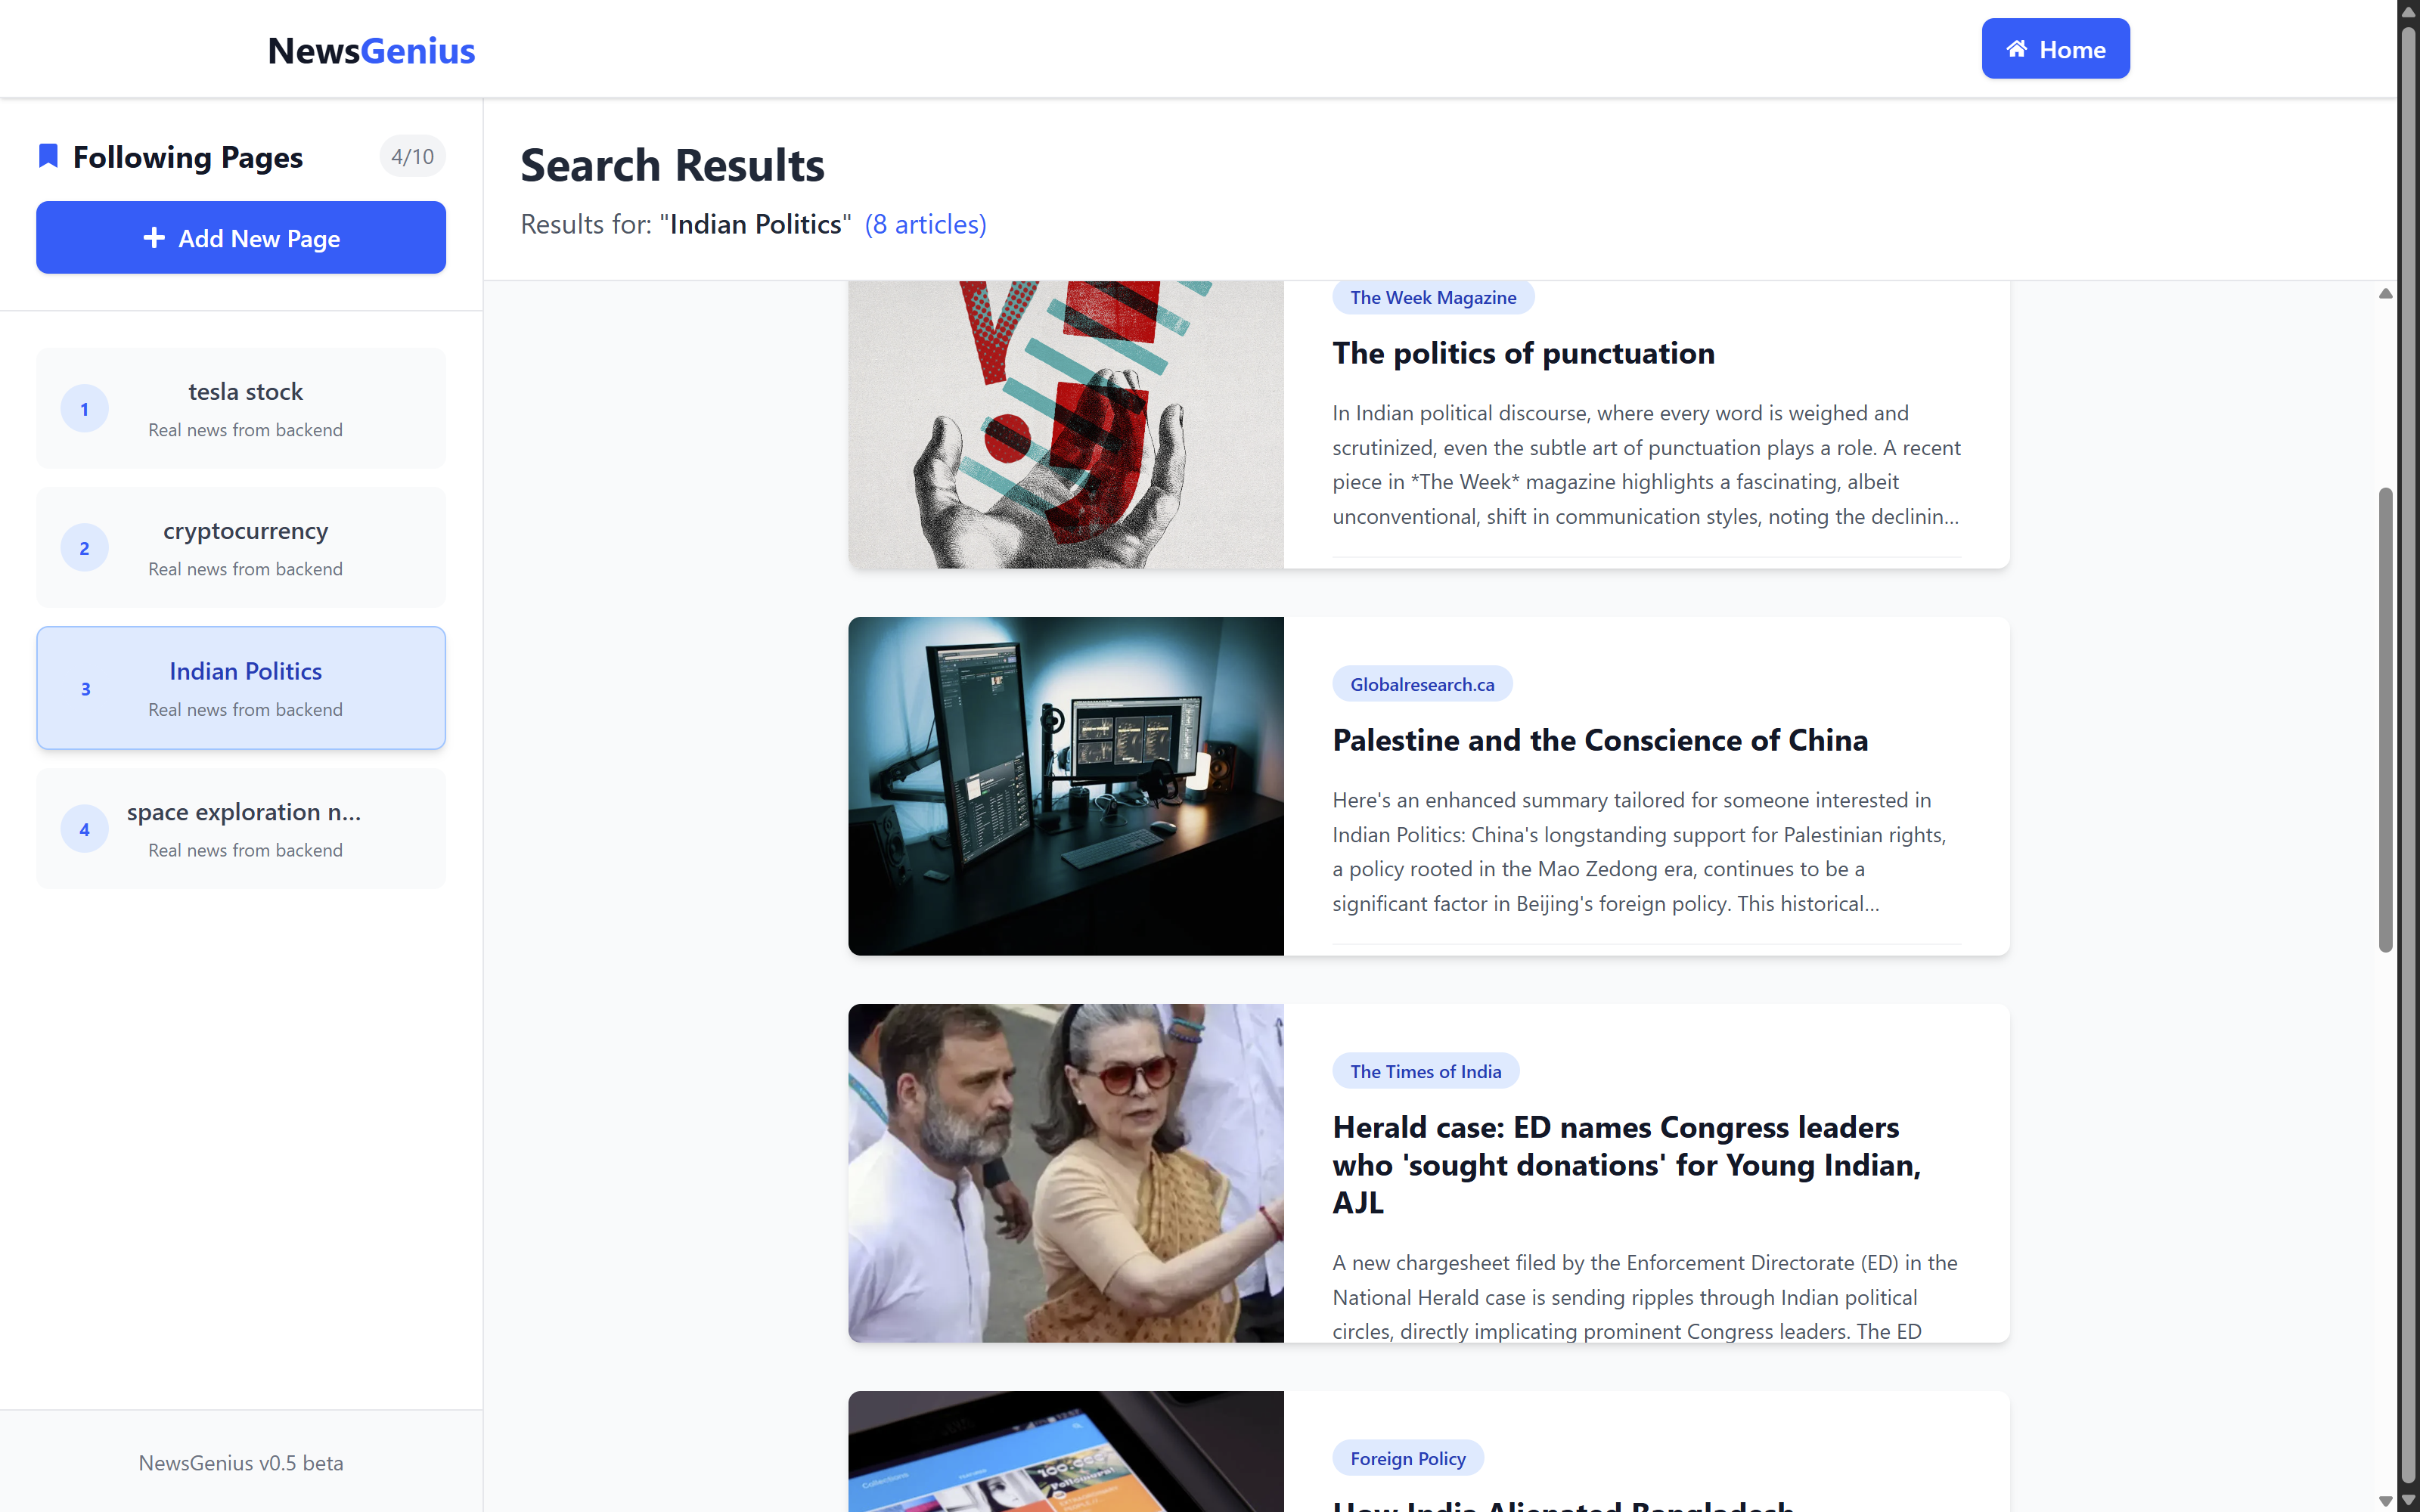 NewsGenius
Home
Following Pages
4/10
Add New Page
1
tesla stock
Real news from backend
2
cryptocurrency
Real news from backend
3
Indian Politics
Real news from backend
4
space exploration n...
Real news from backend
NewsGenius v0.5 beta
Search Results
Results for: "Indian Politics" (8 articles)
The Week Magazine
The politics of punctuation
In Indian political discourse, where every word is weighed and
scrutinized, even the subtle art of punctuation plays a role. A recent
piece in *The Week* magazine highlights a fascinating, albeit
unconventional, shift in communication styles, noting the declinin...
Globalresearch.ca
Palestine and the Conscience of China
Here's an enhanced summary tailored for someone interested in
Indian Politics: China's longstanding support for Palestinian rights,
a policy rooted in the Mao Zedong era, continues to be a
significant factor in Beijing's foreign policy. This historical...
The Times of India
Herald case: ED names Congress leaders
who 'sought donations' for Young Indian,
AJL
A new chargesheet filed by the Enforcement Directorate (ED) in the
National Herald case is sending ripples through Indian political
circles, directly implicating prominent Congress leaders. The ED
Collections
100.000
Followers!
Foreign Policy
How India Alienated Bangladesh